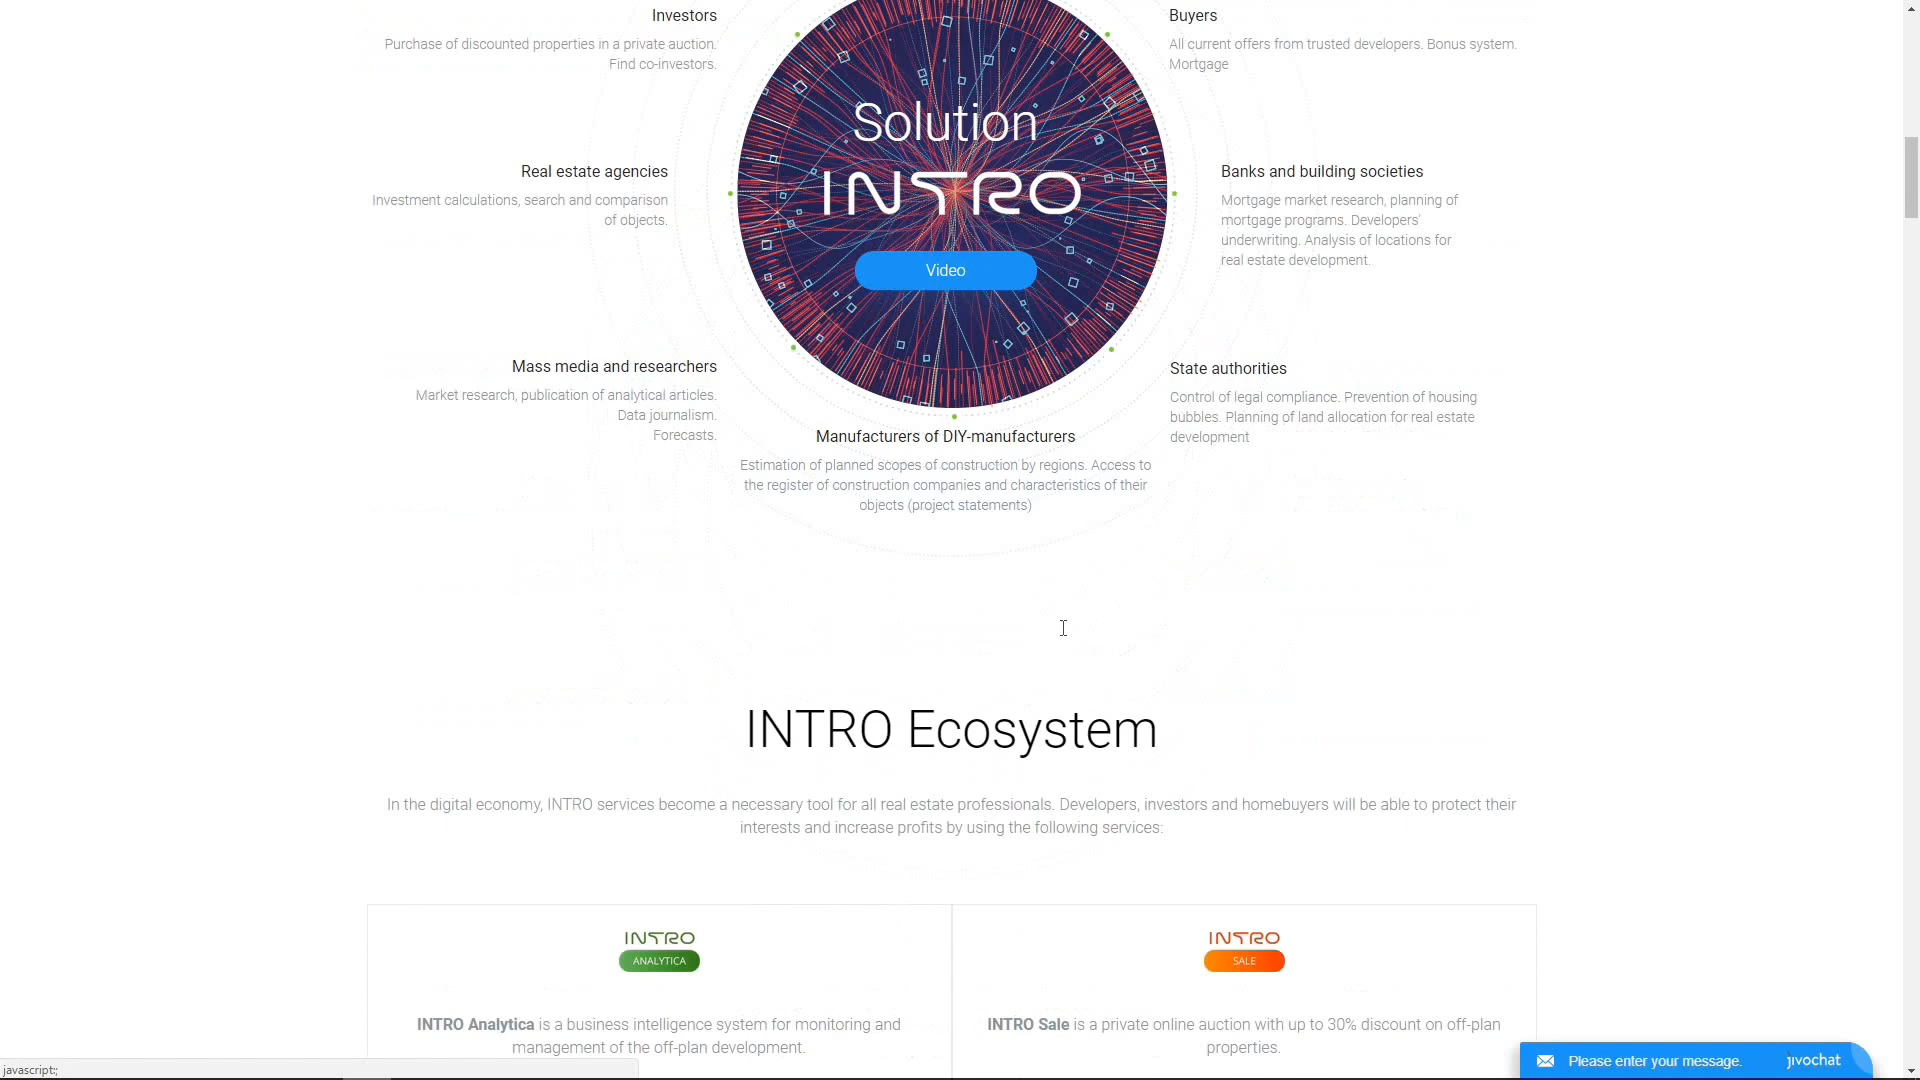 Investors
Purchase of discounted properties in a private auction.
Find co-investors.
Buyers
All current offers from trusted developers. Bonus system.
Mortgage
Solution
INTRO
Video
Real estate agencies
Investment calculations, search and comparison
of objects.
Banks and building societies
Mortgage market research, planning of
mortgage programs. Developers'
underwriting. Analysis of locations for
real estate development.
Mass media and researchers
Market research, publication of analytical articles.
Data journalism.
Forecasts.
State authorities
Control of legal compliance. Prevention of housing
bubbles. Planning of land allocation for real estate
development
Manufacturers of DIY-manufacturers
Estimation of planned scopes of construction by regions. Access to
the register of construction companies and characteristics of their
objects (project statements)
INTRO Ecosystem
In the digital economy, INTRO services become a necessary tool for all real estate professionals. Developers, investors and homebuyers will be able to protect their
interests and increase profits by using the following services:
INTRO
ANALYTICA
INTRO Analytica is a business intelligence system for monitoring and
management of the off-plan development.
INTRO
SALE
INTRO Sale is a private online auction with up to 30% discount on off-plan
properties.
Please enter your message.
jivochat
javascript:;